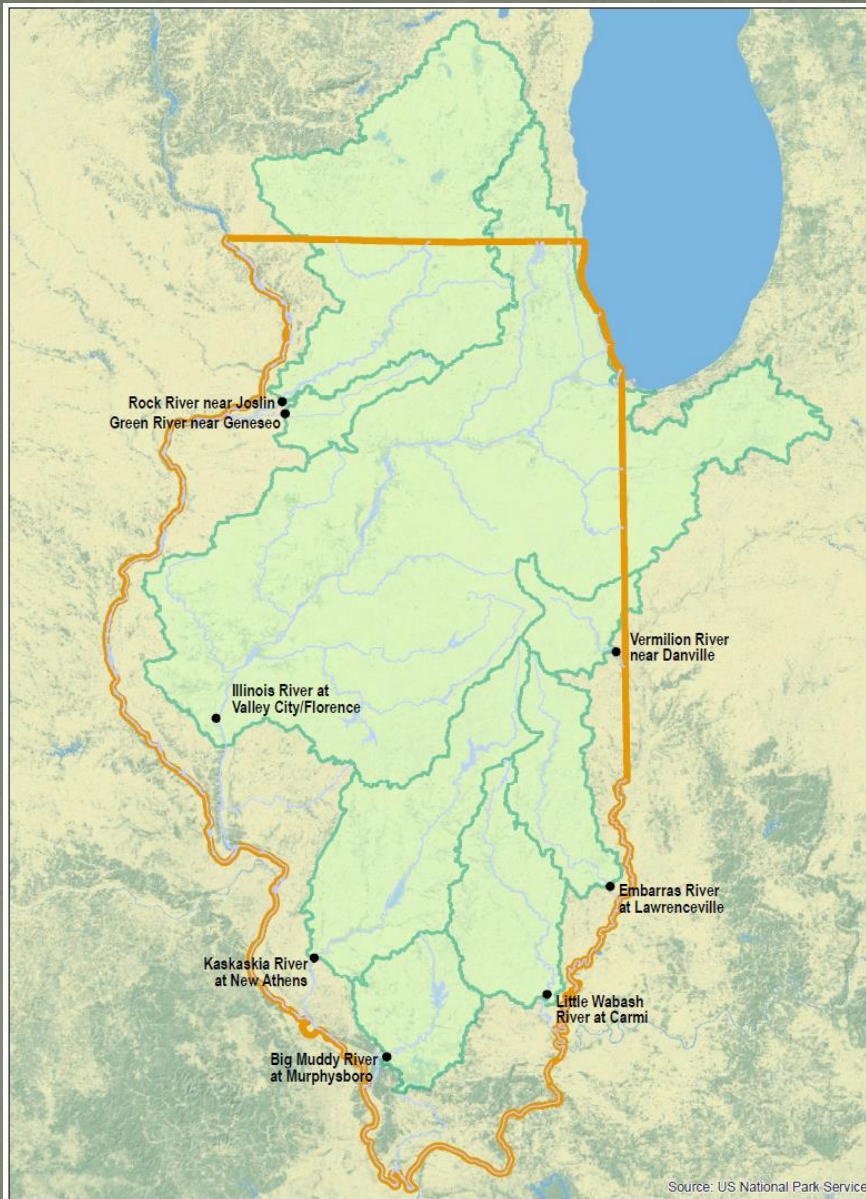 Rock River near Joslin
Green River near Geneseo
Vermilion River
near Danville
Illinois River at
Valley City/Florence
Embarras River
at Lawrenceville
Kaskaskia River
at New Athens
Little Wabash
River at Carmi
Big Muddy River
at Murphysboro
Source: US National Park Service